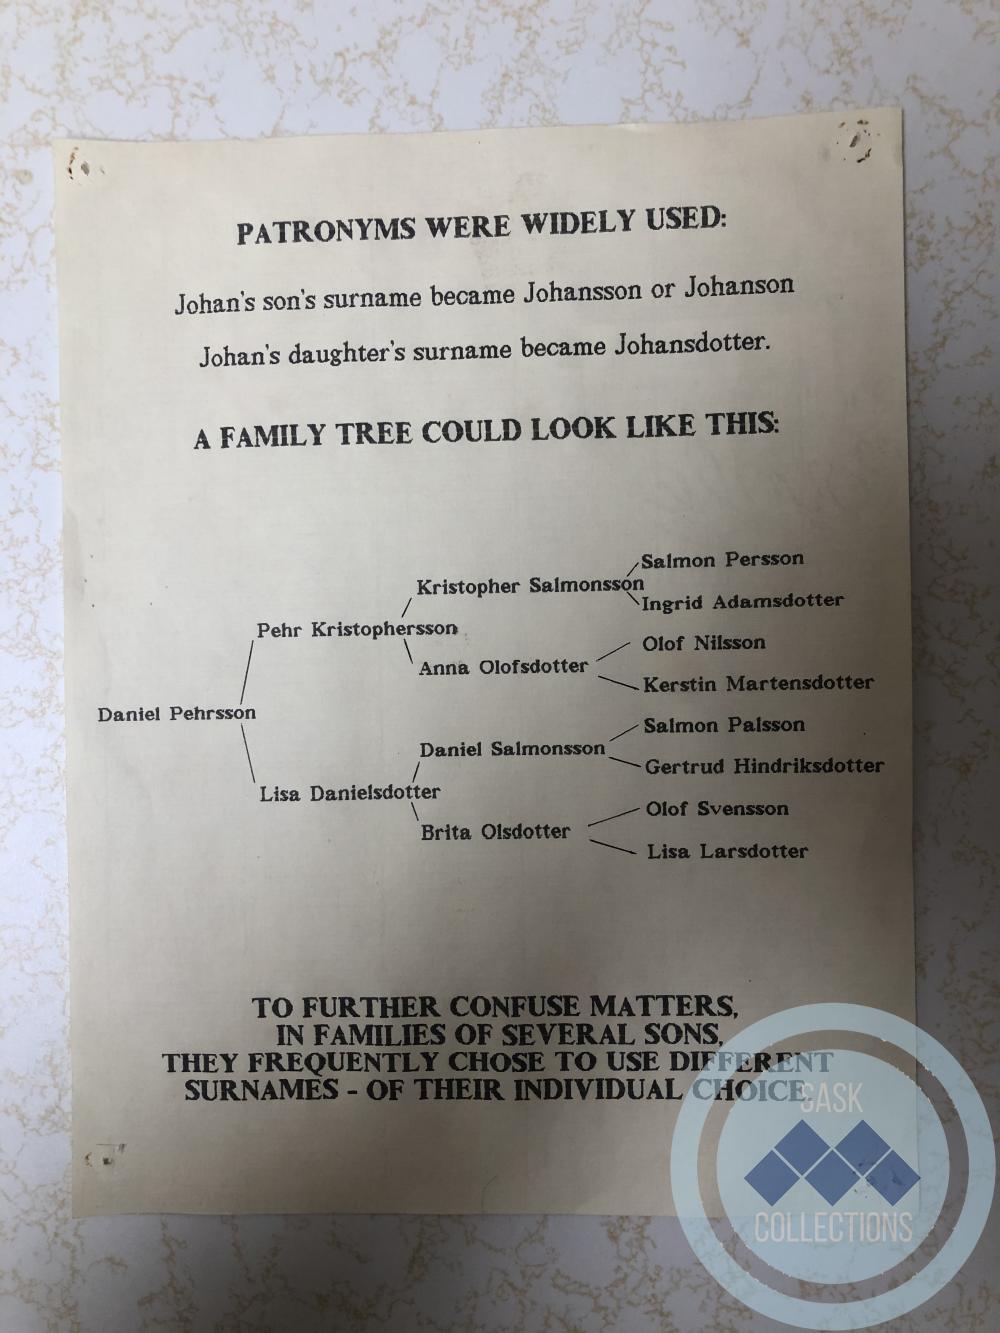 PATRONYMS WERE WIDELY USED:
Johan's son's surname became Johansson or Johanson
Johan's daughter's surname became Johansdotter.
A FAMILY TREE COULD LOOK LIKE THIS:
Salmon Persson
Kristopher Salmonsson
Ingrid Adamsdotter
Pehr Kristophersson
Olof Nilsson
Anna Olofsdotter
Kerstin Martensdotter
Daniel Pehrsson
Salmon Palsson
Daniel Salmonsson
Gertrud Hindriksdotter
Lisa Danielsdotter
Olof Svensson
Brita Olsdotter
Lisa Larsdotter
TO FURTHER CONFUSE MATTERS,
IN FAMILIES OF SEVERAL SONS,
THEY FREQUENTLY CHOSE TO USE DIFFERENT
SURNAMES - OF THEIR INDIVIDUAL CHOICE.
SASK
COLLECTIONS